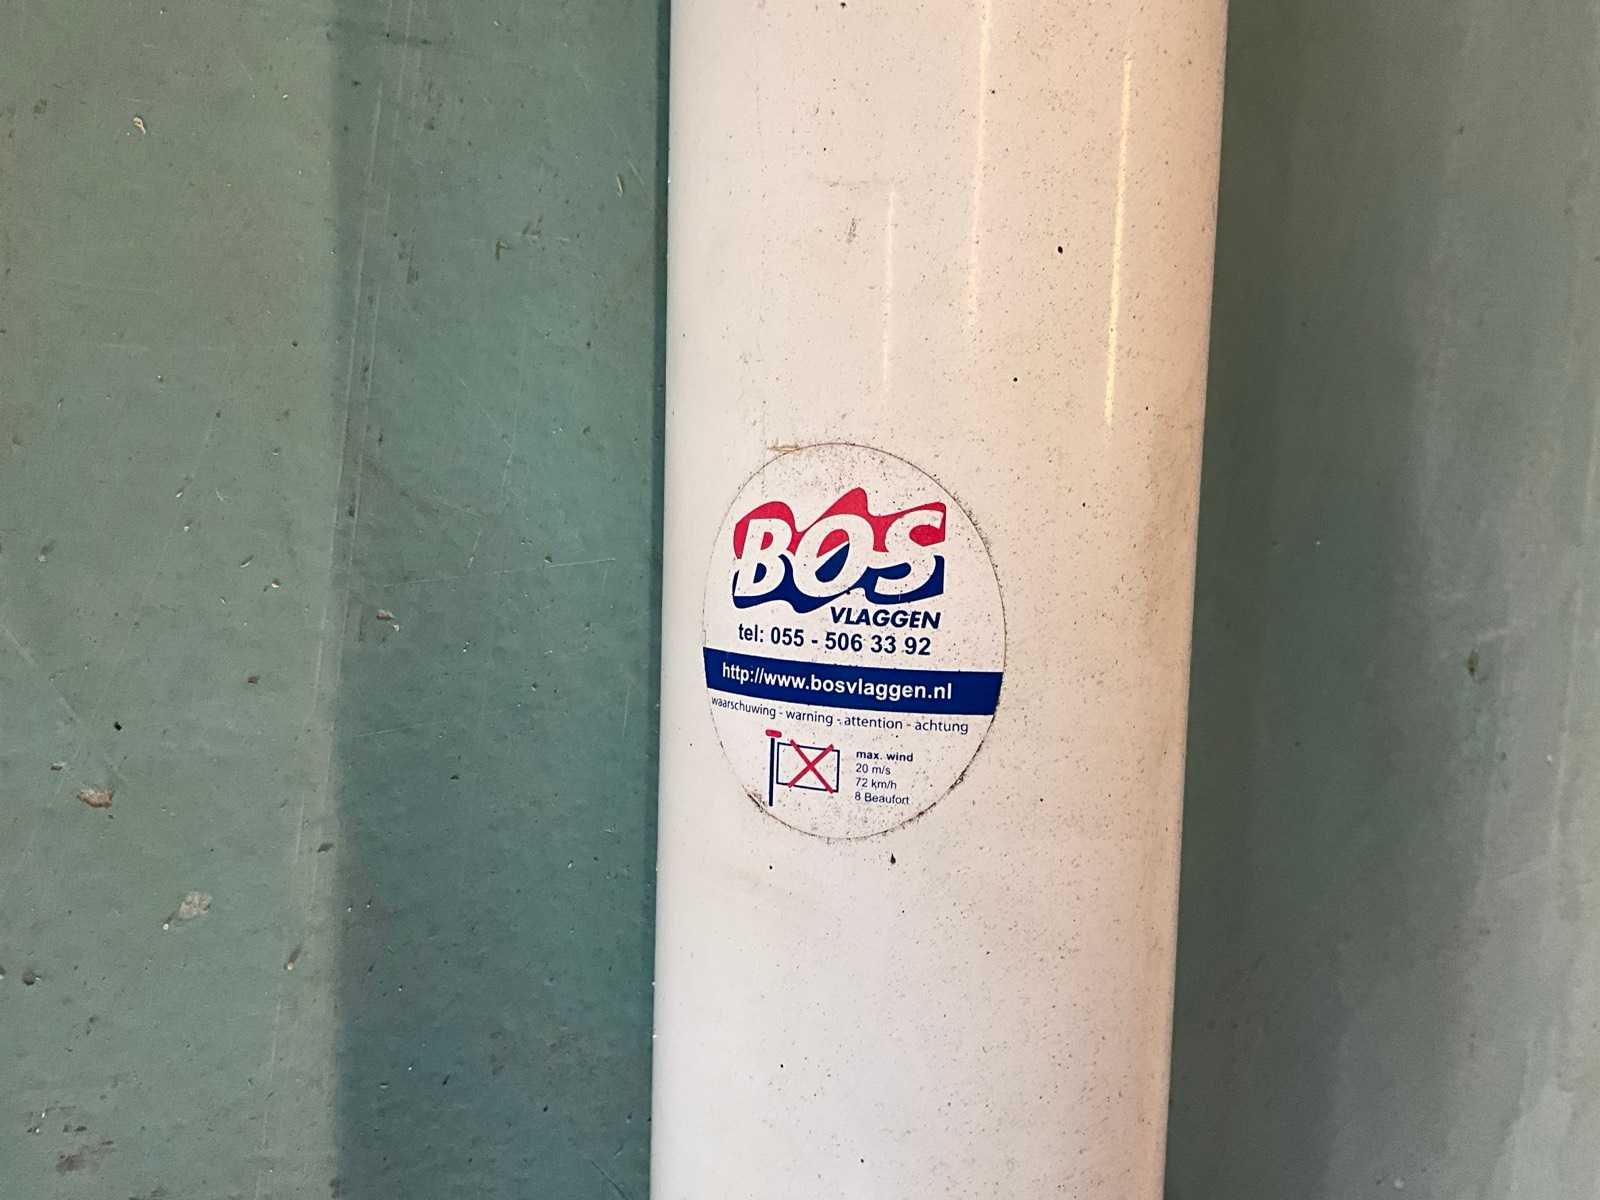 BOS
VLAGGEN
tel: 055 - 506 33 92
http://www.bosvlaggen.nl
waarschuwing - warning - attention - achtung
max. wind
20 m/s
72 km/h
8 Beaufort